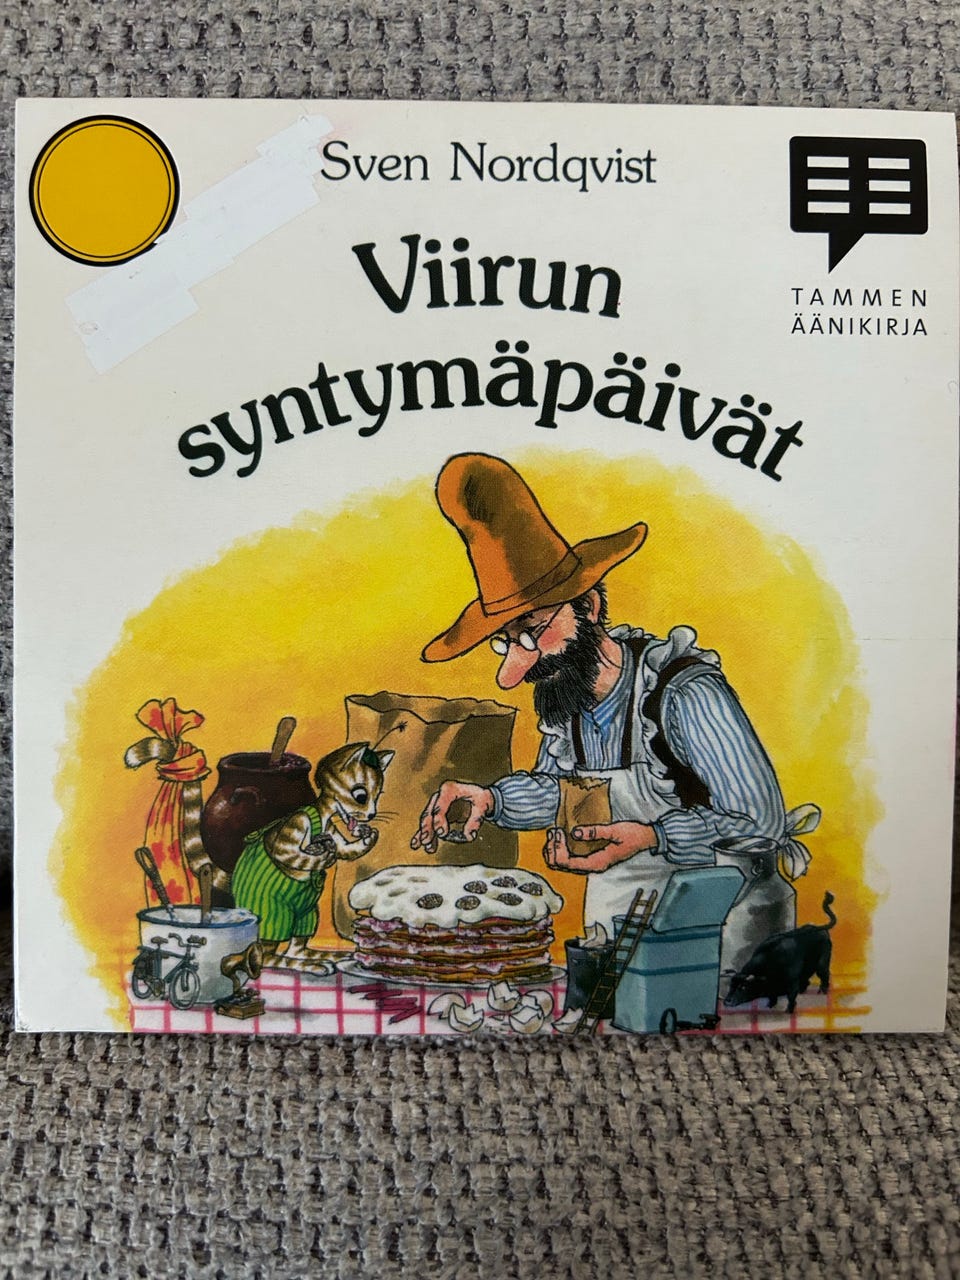 Sven Nordqvist
Viirun
syntymäpäivät
TAMMEN
ÄÄNIKIRJA